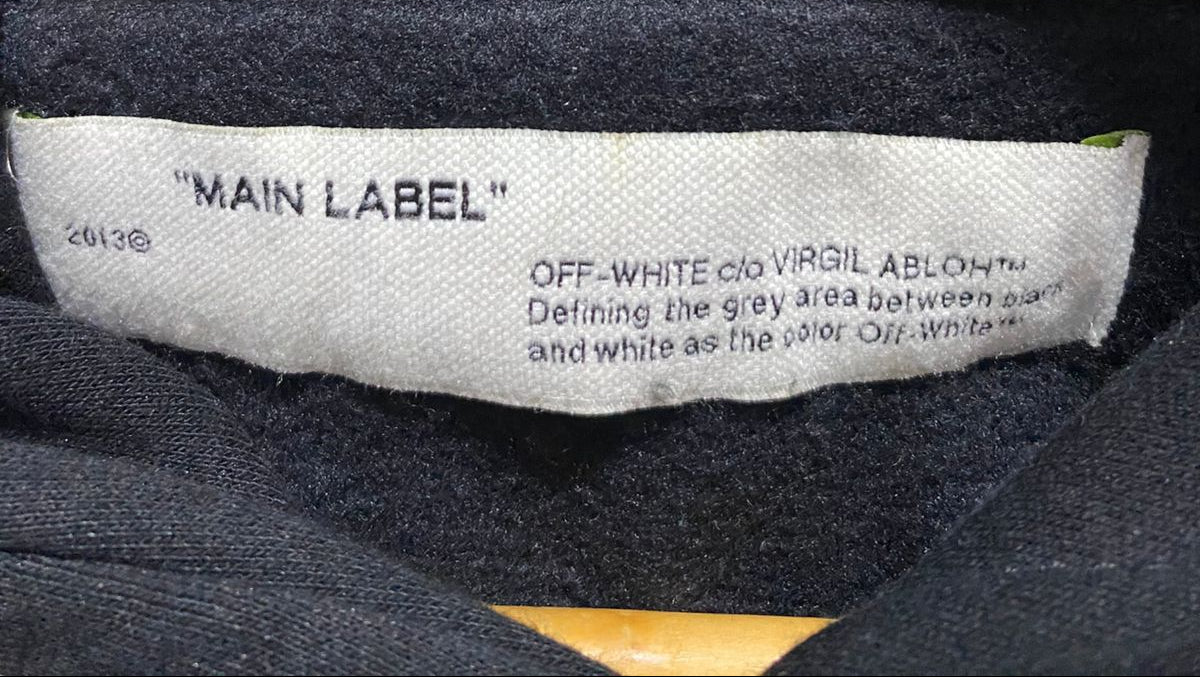 "MAIN LABEL"
2013©
OFF-WHITE c/o VIRGIL ABLOH™
Defining the grey area between black
and white as the color Off-White™